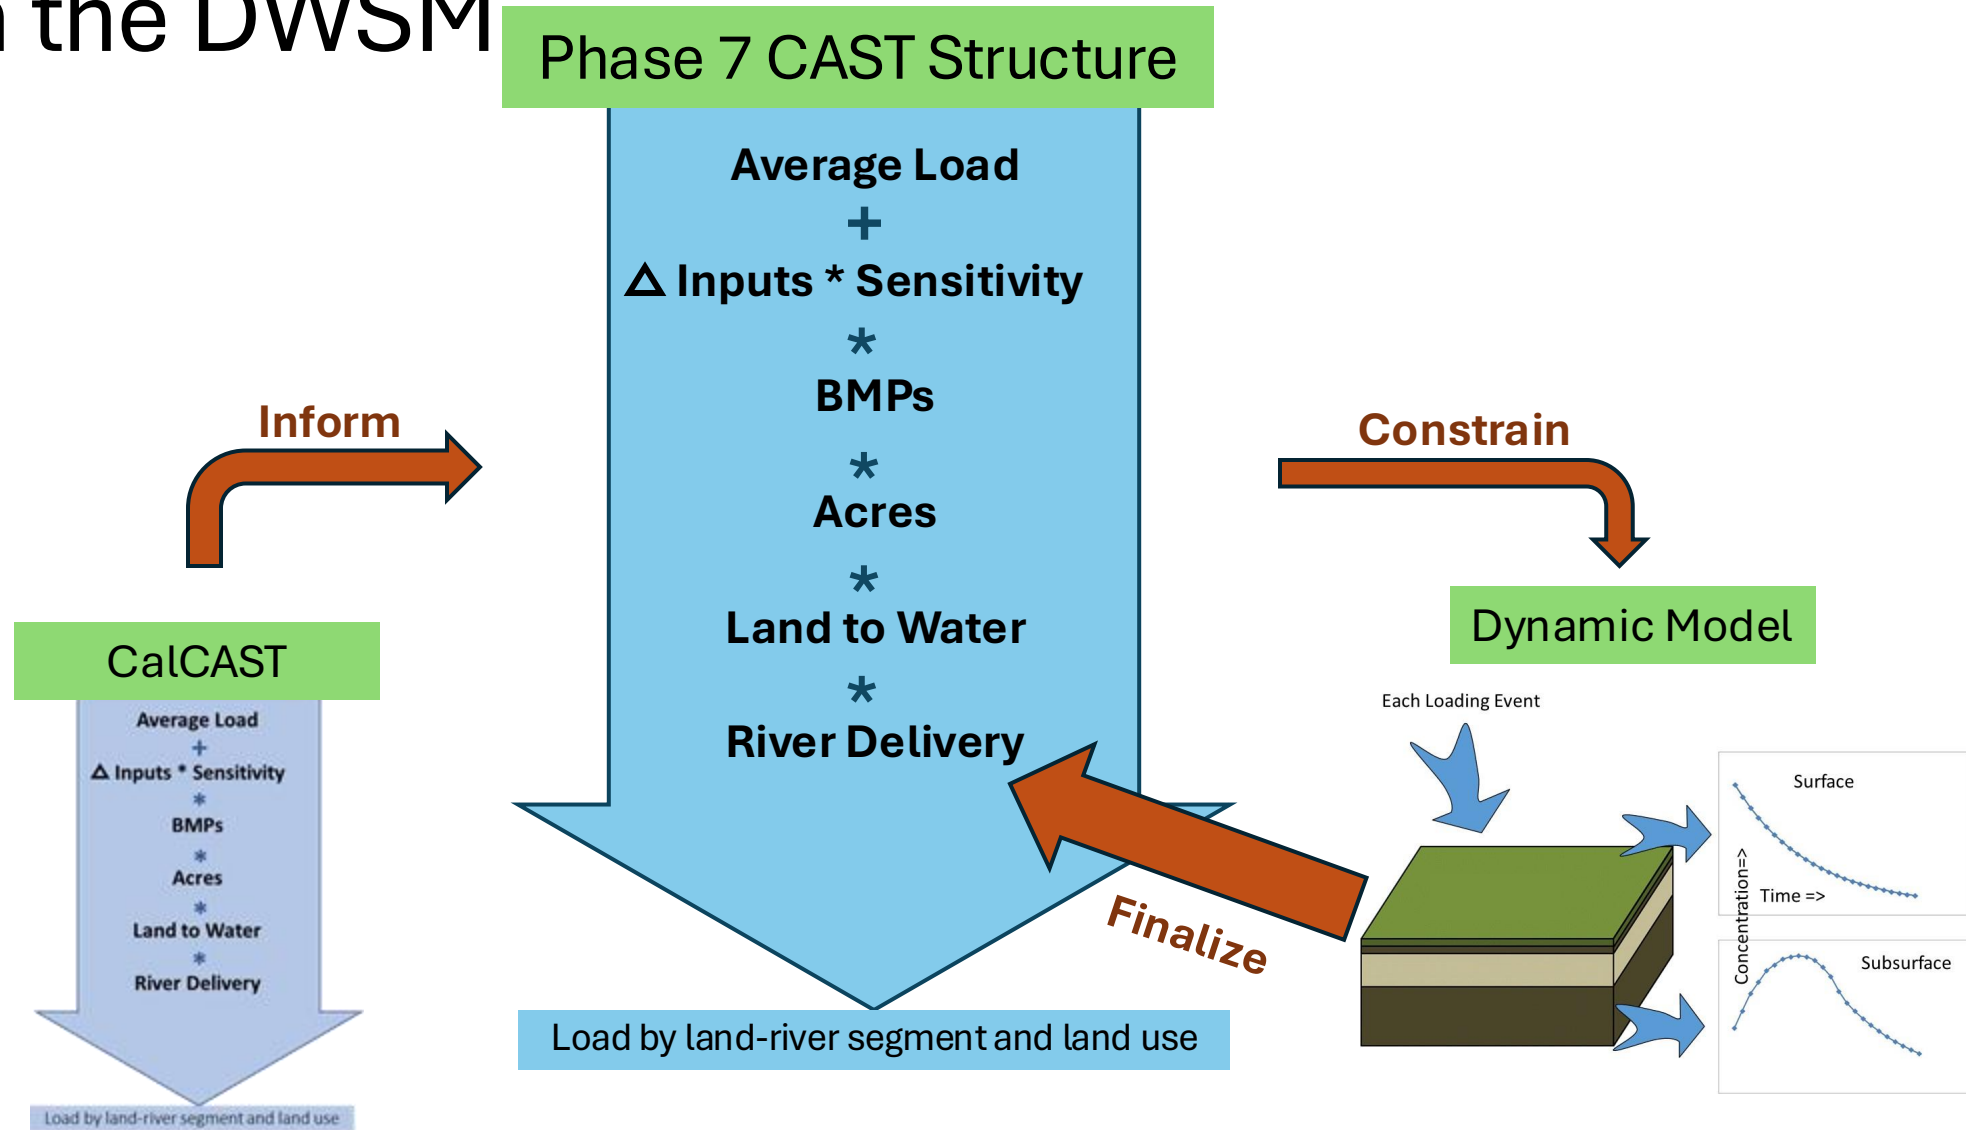 the DWSM
Phase 7 CAST Structure
Average Load
+
Δ Inputs * Sensitivity
*
BMPs
*
Acres
*
Land to Water
*
River Delivery
Load by land-river segment and land use
Inform
CalCAST
Average Load
+
Δ Inputs * Sensitivity
*
BMPs
*
Acres
*
Land to Water
*
River Delivery
Load by land-river segment and land use
Constrain
Dynamic Model
Each Loading Event
Surface
Time =>
Concentration=>
Subsurface
Finalize